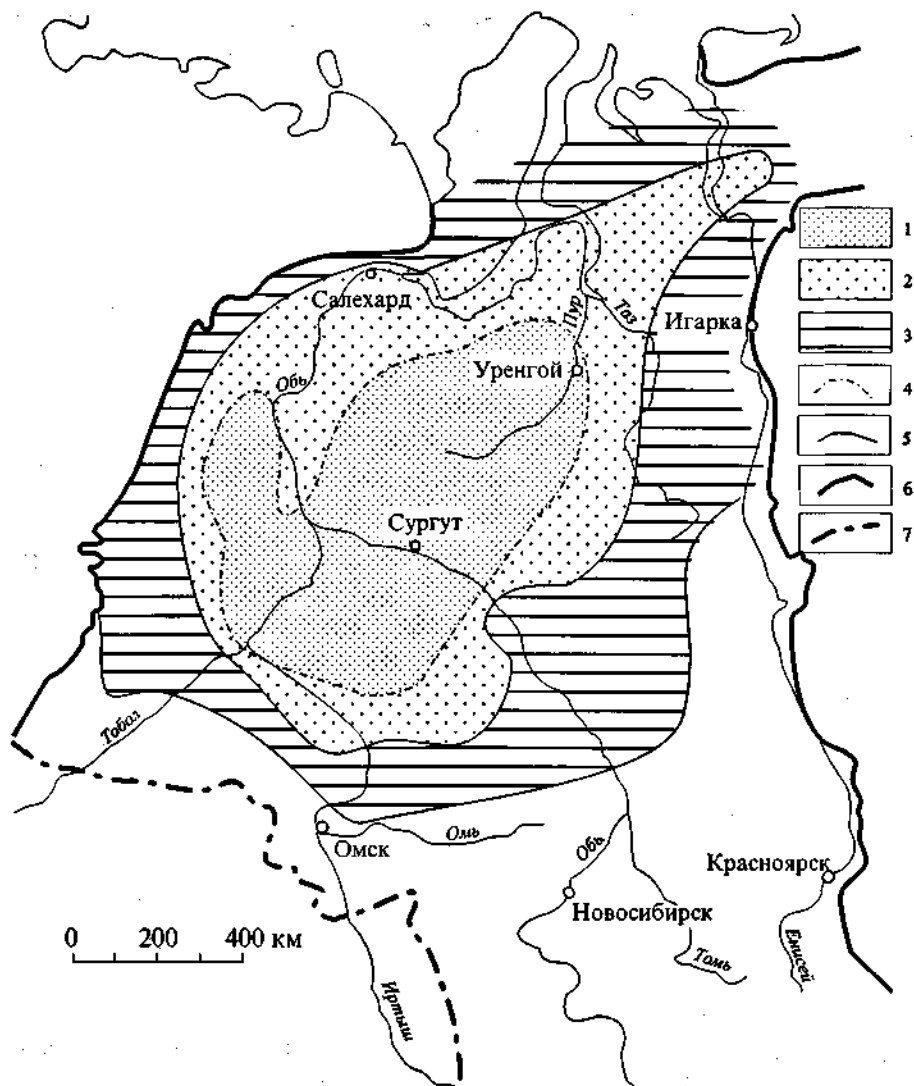 Салехард
Обь
Пур
Таз
Игарка
Уренгой
Сургут
Тобол
Омск
Омь
Обь
Новосибирск
Томь
Красноярск
Енисей
Иртыш
0 200 400 км
1
2
3
4
5
6
7